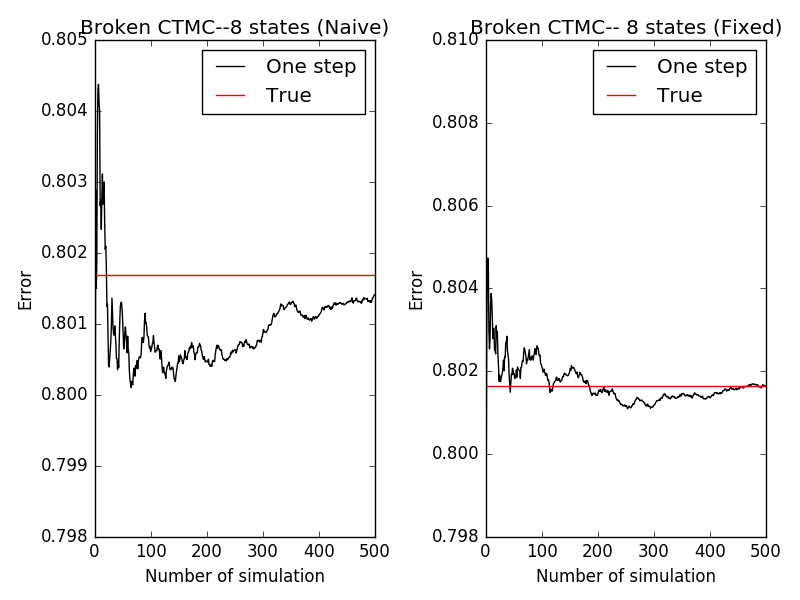 Broken CTMC--8 states (Naive)
0.805
0.804
0.803
0.802
0.801
0.800
0.799
0.798
Error
One step
True
0 100 200 300 400 500
Number of simulation
Broken CTMC-- 8 states (Fixed)
0.810
0.808
0.806
0.804
0.802
0.800
0.798
Error
One step
True
0 100 200 300 400 500
Number of simulation